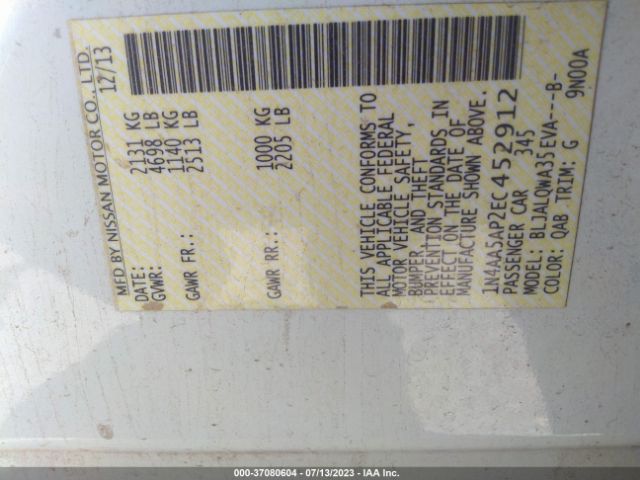 MFD BY NISSAN MOTOR CO., LTD.
DATE: 12/13
GVWR: 2131 KG
4698 LB
GAWR FR.: 1140 KG
2513 LB
GAWR RR.: 1000 KG
2205 LB
THIS VEHICLE CONFORMS TO
ALL APPLICABLE FEDERAL
MOTOR VEHICLE SAFETY,
BUMPER, AND THEFT
PREVENTION STANDARDS IN
EFFECT ON THE DATE OF
MANUFACTURE SHOWN ABOVE.
1N4AA5AP2EC452912
PASSENGER CAR 345
MODEL: BLJALQWA35EVA---B-
COLOR: QAB TRIM: G 9N00A
000-37080604 - 07/13/2023 - IAA Inc.